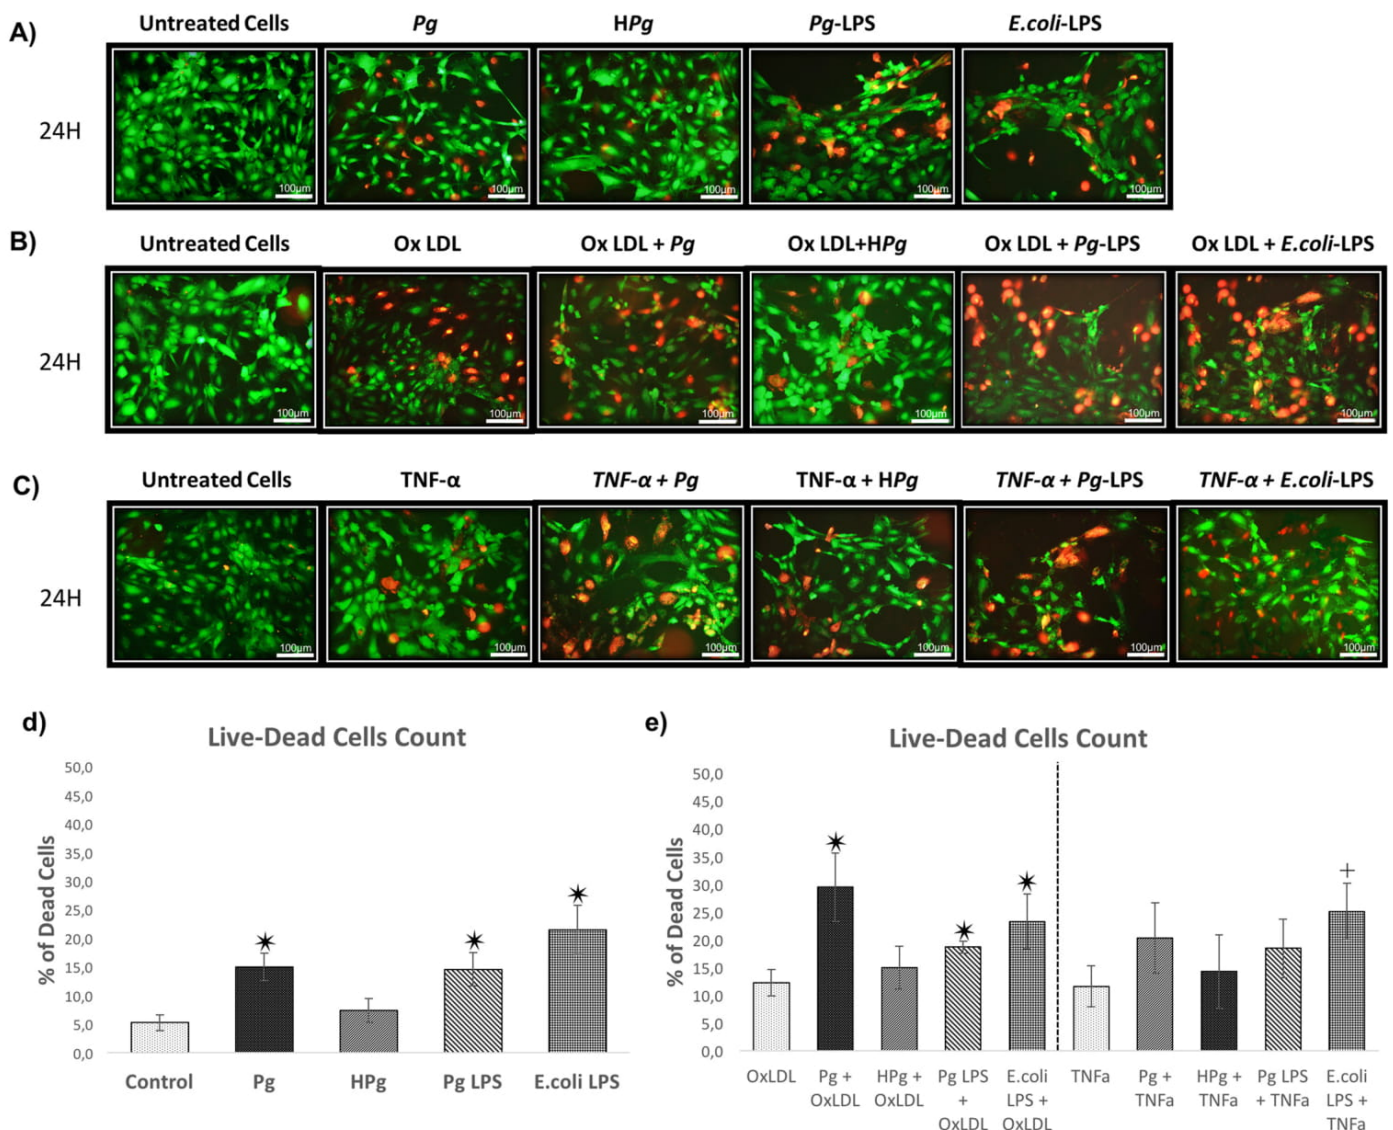 A)
Untreated Cells Pg HPg Pg-LPS E.coli-LPS
24H
100µm 100µm 100µm 100µm 100µm
B)
Untreated Cells Ox LDL Ox LDL + Pg Ox LDL+HPg Ox LDL + Pg-LPS Ox LDL + E.coli-LPS
24H
100µm 100µm 100µm 100µm 100µm 100µm
C)
Untreated Cells TNF-α TNF-α + Pg TNF-α + HPg TNF-α + Pg-LPS TNF-α + E.coli-LPS
24H
100µm 100µm 100µm 100µm 100µm 100µm
d)
Live-Dead Cells Count
% of Dead Cells
50,0
45,0
40,0
35,0
30,0
25,0
20,0
15,0
10,0
5,0
0,0
Control Pg HPg Pg LPS E.coli LPS
e)
Live-Dead Cells Count
% of Dead Cells
50,0
45,0
40,0
35,0
30,0
25,0
20,0
15,0
10,0
5,0
0,0
+
OxLDL
Pg +
OxLDL
HPg +
OxLDL
Pg LPS
+
OxLDL
E.coli
LPS +
OxLDL
TNFa
Pg +
TNFa
HPg +
TNFa
Pg LPS
+ TNFa
E.coli
LPS +
TNFa